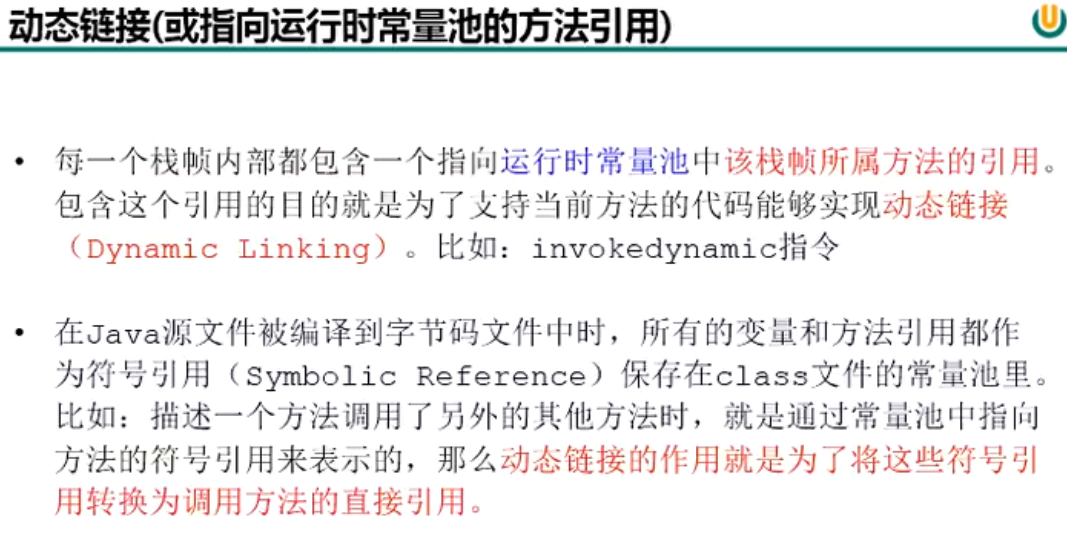 动态链接(或指向运行时常量池的方法引用)
• 每一个栈帧内部都包含一个指向运行时常量池中该栈帧所属方法的引用。
包含这个引用的目的就是为了支持当前方法的代码能够实现动态链接
（Dynamic Linking）。比如：invokedynamic指令
• 在Java源文件被编译到字节码文件中时，所有的变量和方法引用都作
为符号引用（Symbolic Reference）保存在class文件的常量池里。
比如：描述一个方法调用了另外的其他方法时，就是通过常量池中指向
方法的符号引用来表示的，那么动态链接的作用就是为了将这些符号引
用转换为调用方法的直接引用。